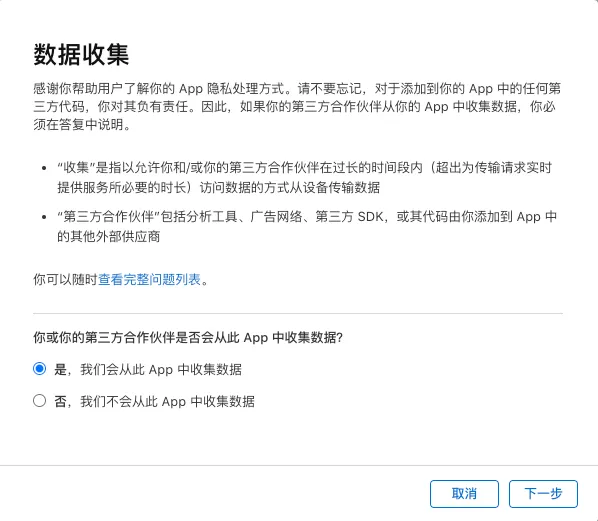 数据收集
感谢你帮助用户了解你的 App 隐私处理方式。请不要忘记，对于添加到你的 App 中的任何第
三方代码，你对其负有责任。因此，如果你的第三方合作伙伴从你的 App 中收集数据，你必
须在答复中说明。
• “收集”是指以允许你和/或你的第三方合作伙伴在过长的时间段内（超出为传输请求实时
提供服务所必要的时长）访问数据的方式从设备传输数据
• “第三方合作伙伴”包括分析工具、广告网络、第三方 SDK，或其代码由你添加到 App 中
的其他外部供应商
你可以随时查看完整问题列表。
你或你的第三方合作伙伴是否会从此 App 中收集数据?
是，我们会从此 App 中收集数据
否，我们不会从此 App 中收集数据
取消 下一步